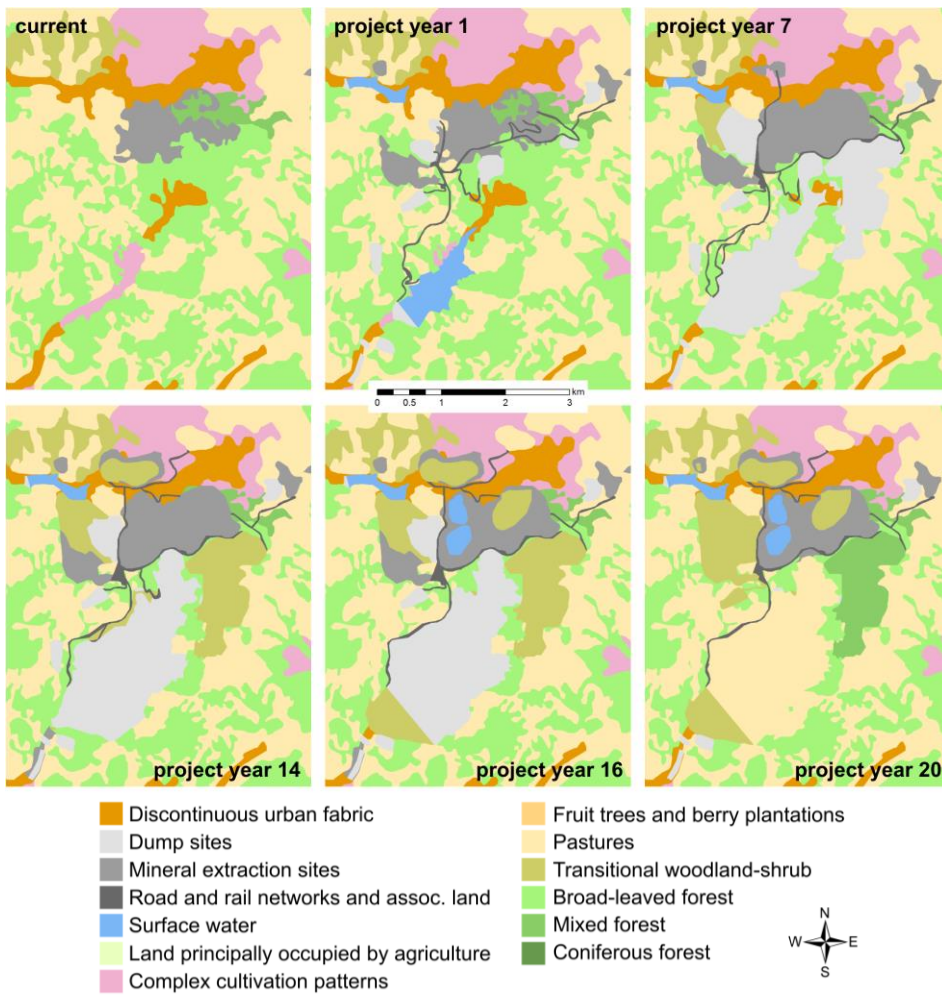 current
project year 1
project year 7
km
0 0.5 1 2 3
project year 14
project year 16
project year 20
Discontinuous urban fabric
Dump sites
Mineral extraction sites
Road and rail networks and assoc. land
Surface water
Land principally occupied by agriculture
Complex cultivation patterns
Fruit trees and berry plantations
Pastures
Transitional woodland-shrub
Broad-leaved forest
Mixed forest
Coniferous forest
N
W E
S